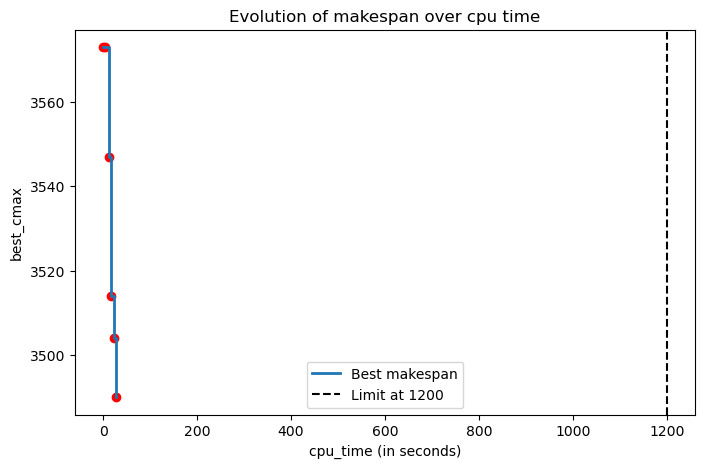 Evolution of makespan over cpu time
best_cmax
3560
3540
3520
3500
Best makespan
Limit at 1200
0
200
400
600
800
1000
1200
cpu_time (in seconds)